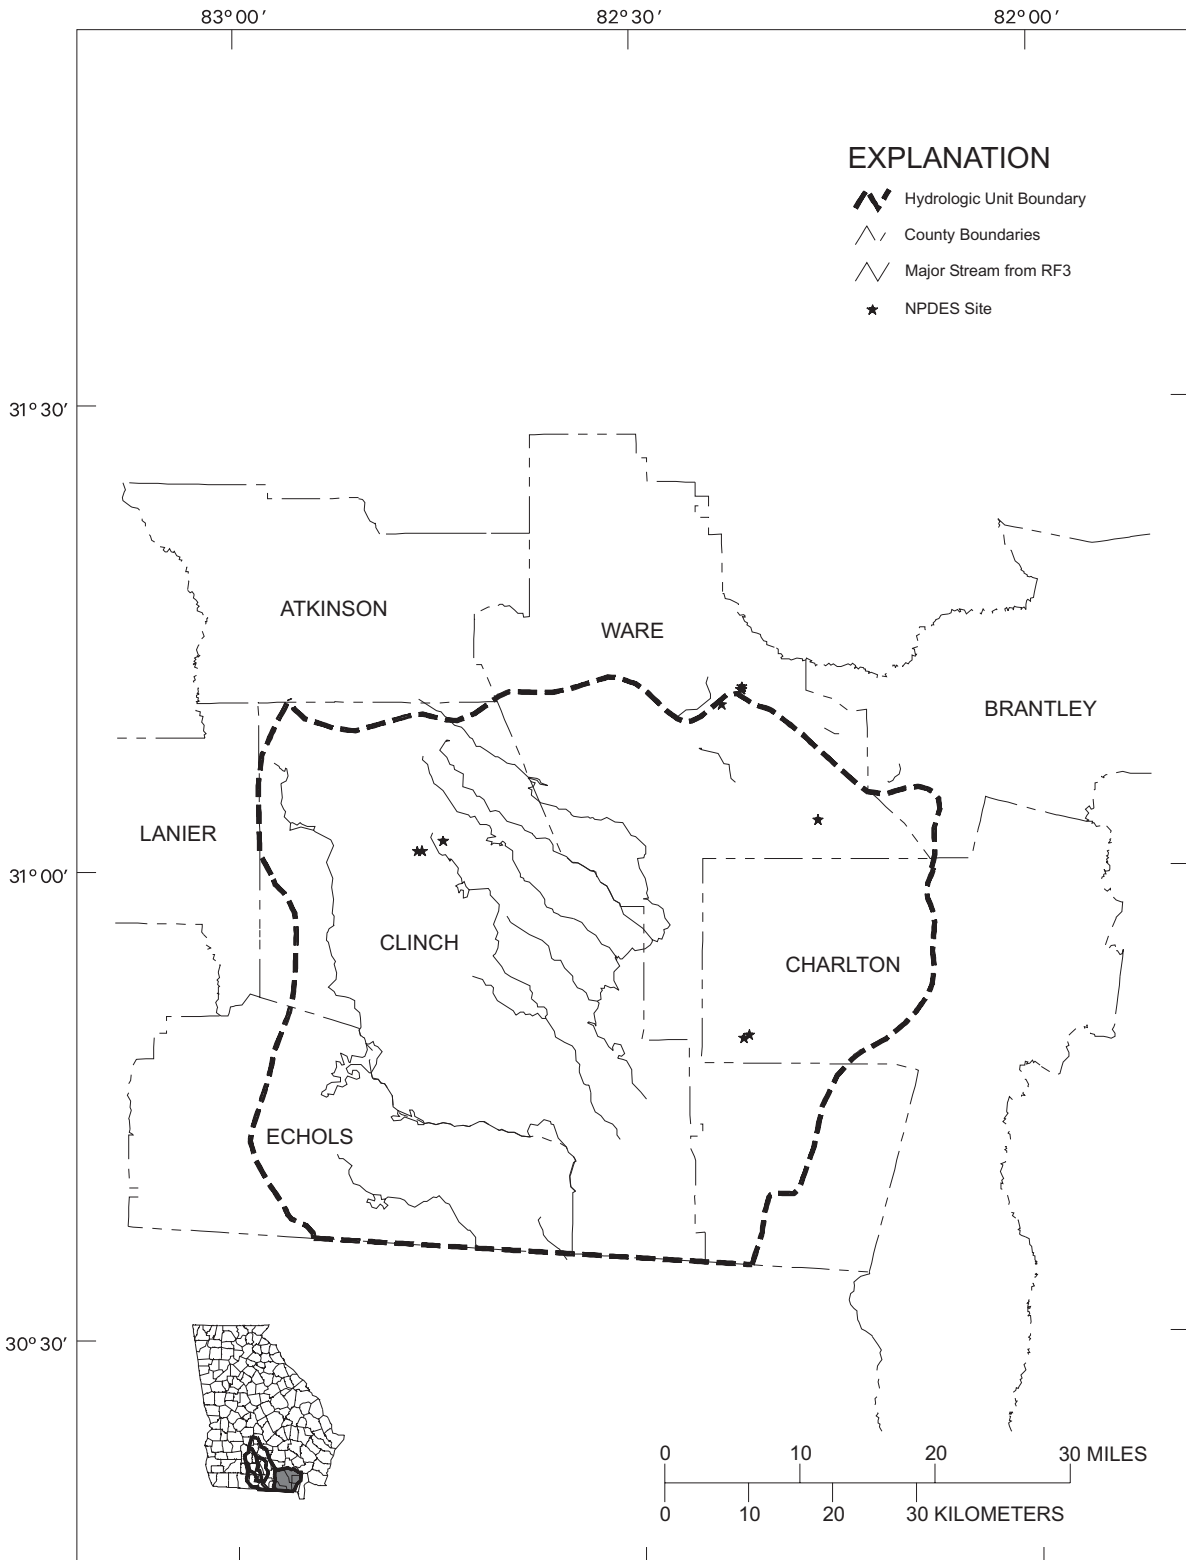 83° 00′ 82° 30′ 82° 00′
EXPLANATION
Hydrologic Unit Boundary
County Boundaries
Major Stream from RF3
NPDES Site
31° 30′
ATKINSON
WARE
BRANTLEY
LANIER
31° 00′
CLINCH
CHARLTON
ECHOLS
30° 30′
0 10 20 30 MILES
0 10 20 30 KILOMETERS